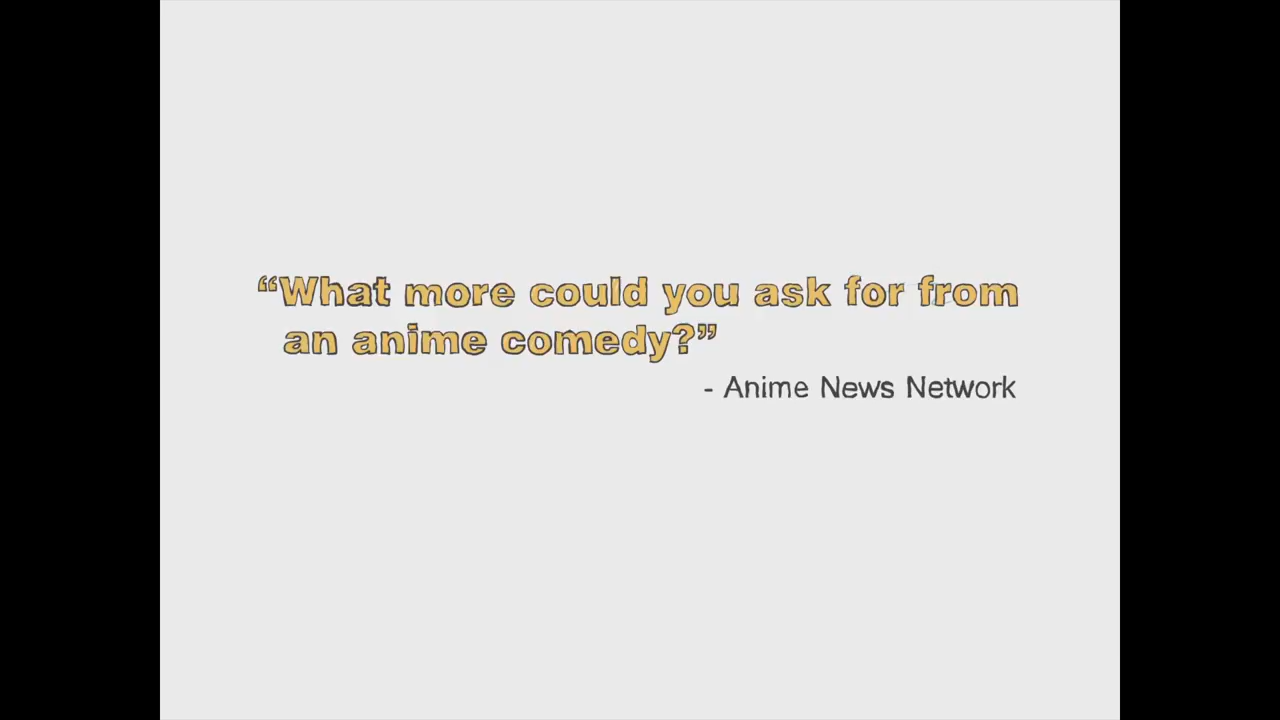 “What more could you ask for from
an anime comedy?”
- Anime News Network